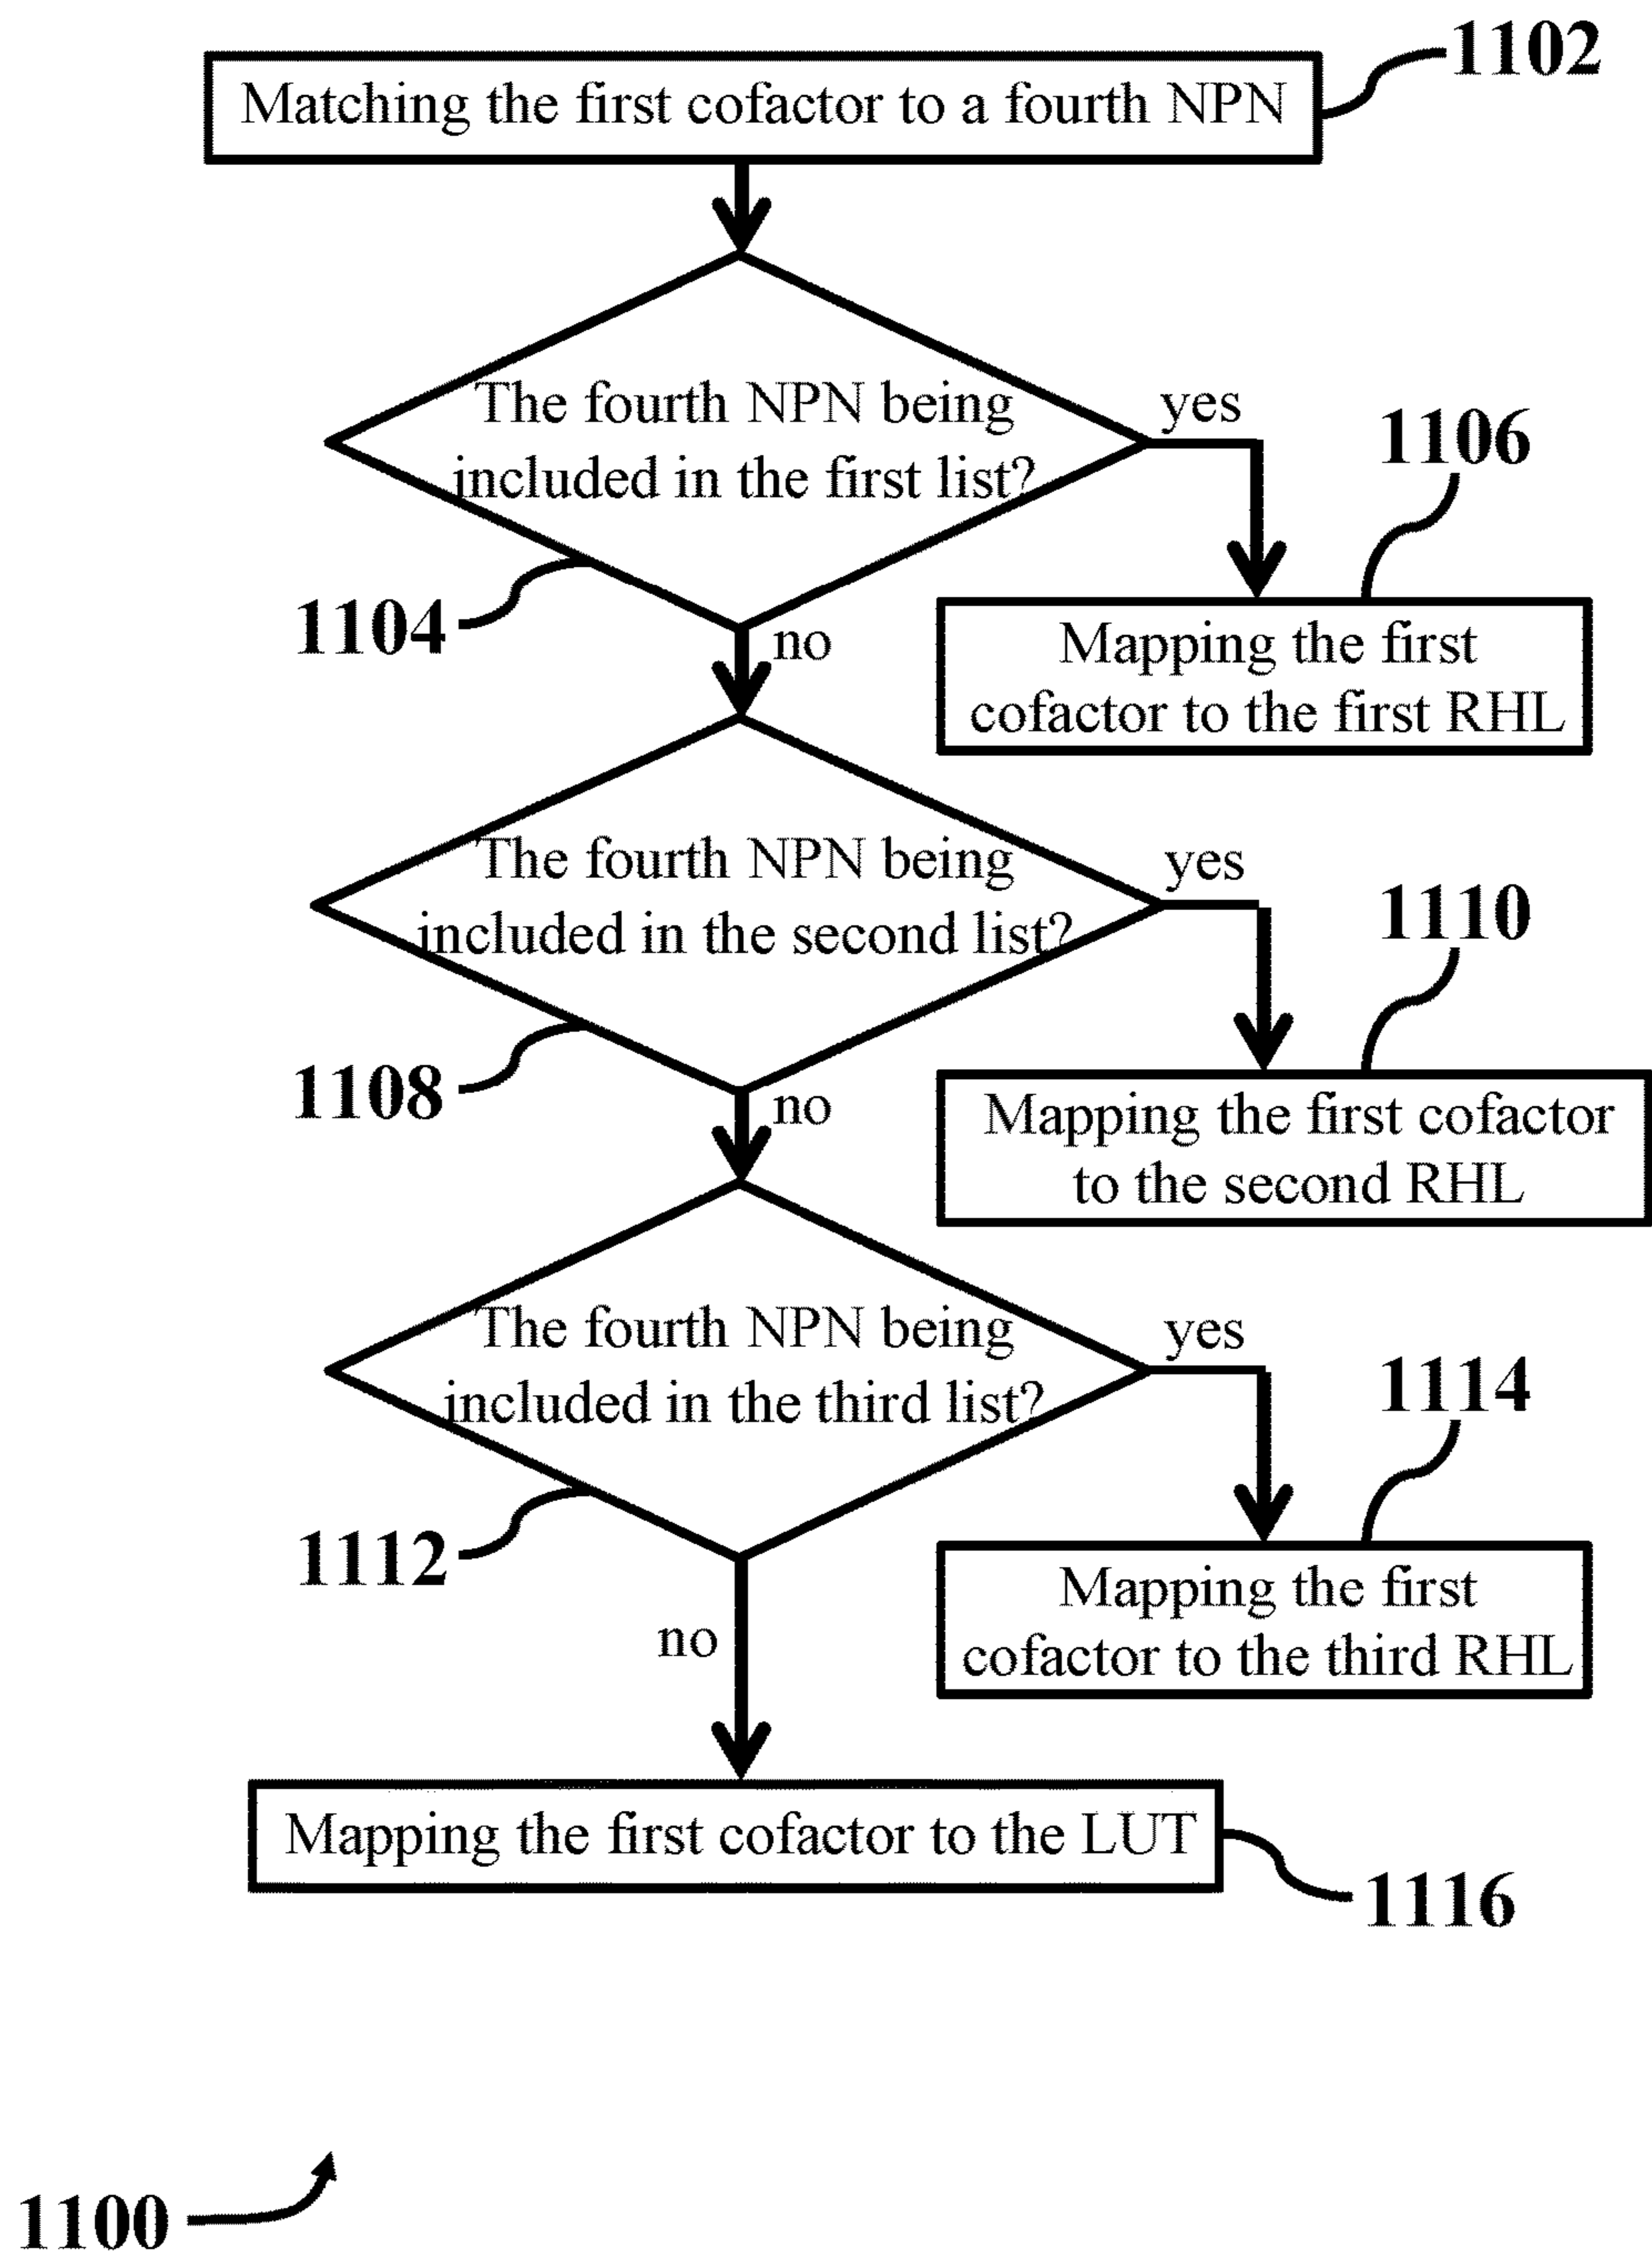 1102
Matching the first cofactor to a fourth NPN
The fourth NPN being
included in the first list?
yes
1106
1104
no
Mapping the first
cofactor to the first RHL
The fourth NPN being
included in the second list?
yes
1110
1108
no
Mapping the first cofactor
to the second RHL
The fourth NPN being
included in the third list?
yes
1114
1112
no
Mapping the first
cofactor to the third RHL
Mapping the first cofactor to the LUT
1116
1100